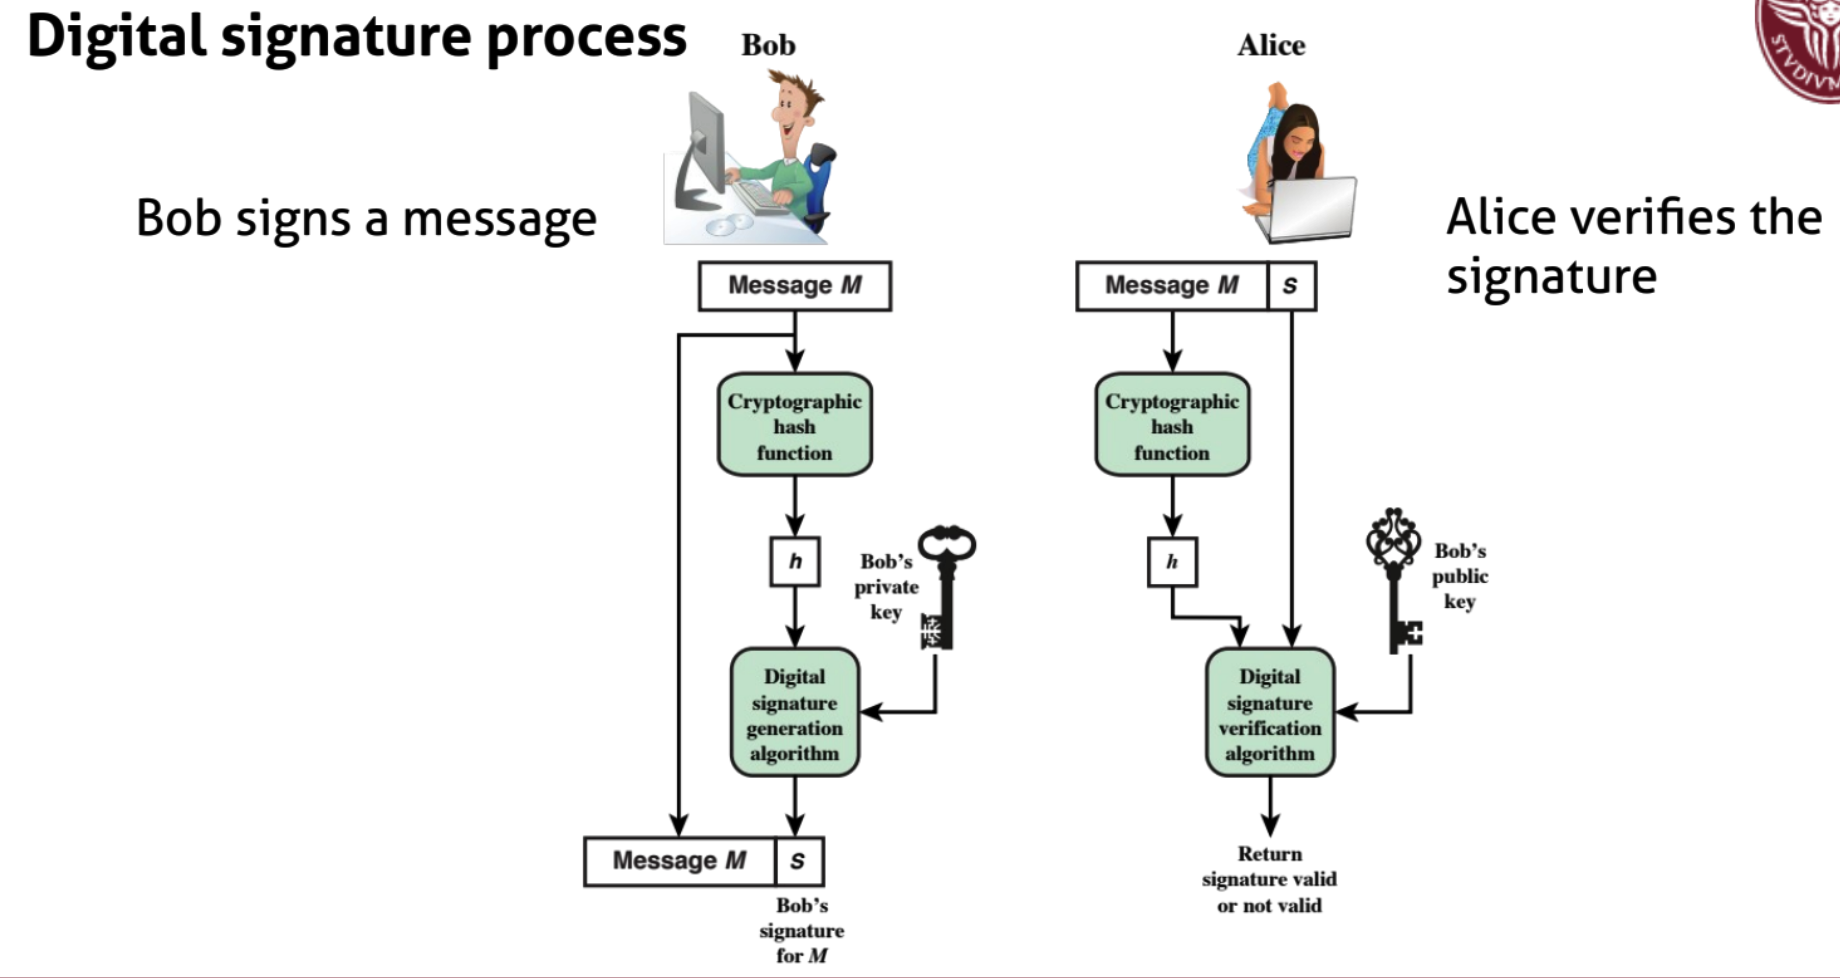 Digital signature process
Bob
Alice
Bob signs a message
Alice verifies the
signature
Message M
Cryptographic
hash
function
h
Bob's
private
key
Digital
signature
generation
algorithm
Message M
S
Bob's
signature
for M
Message M
S
Cryptographic
hash
function
h
Bob's
public
key
Digital
signature
verification
algorithm
Return
signature valid
or not valid